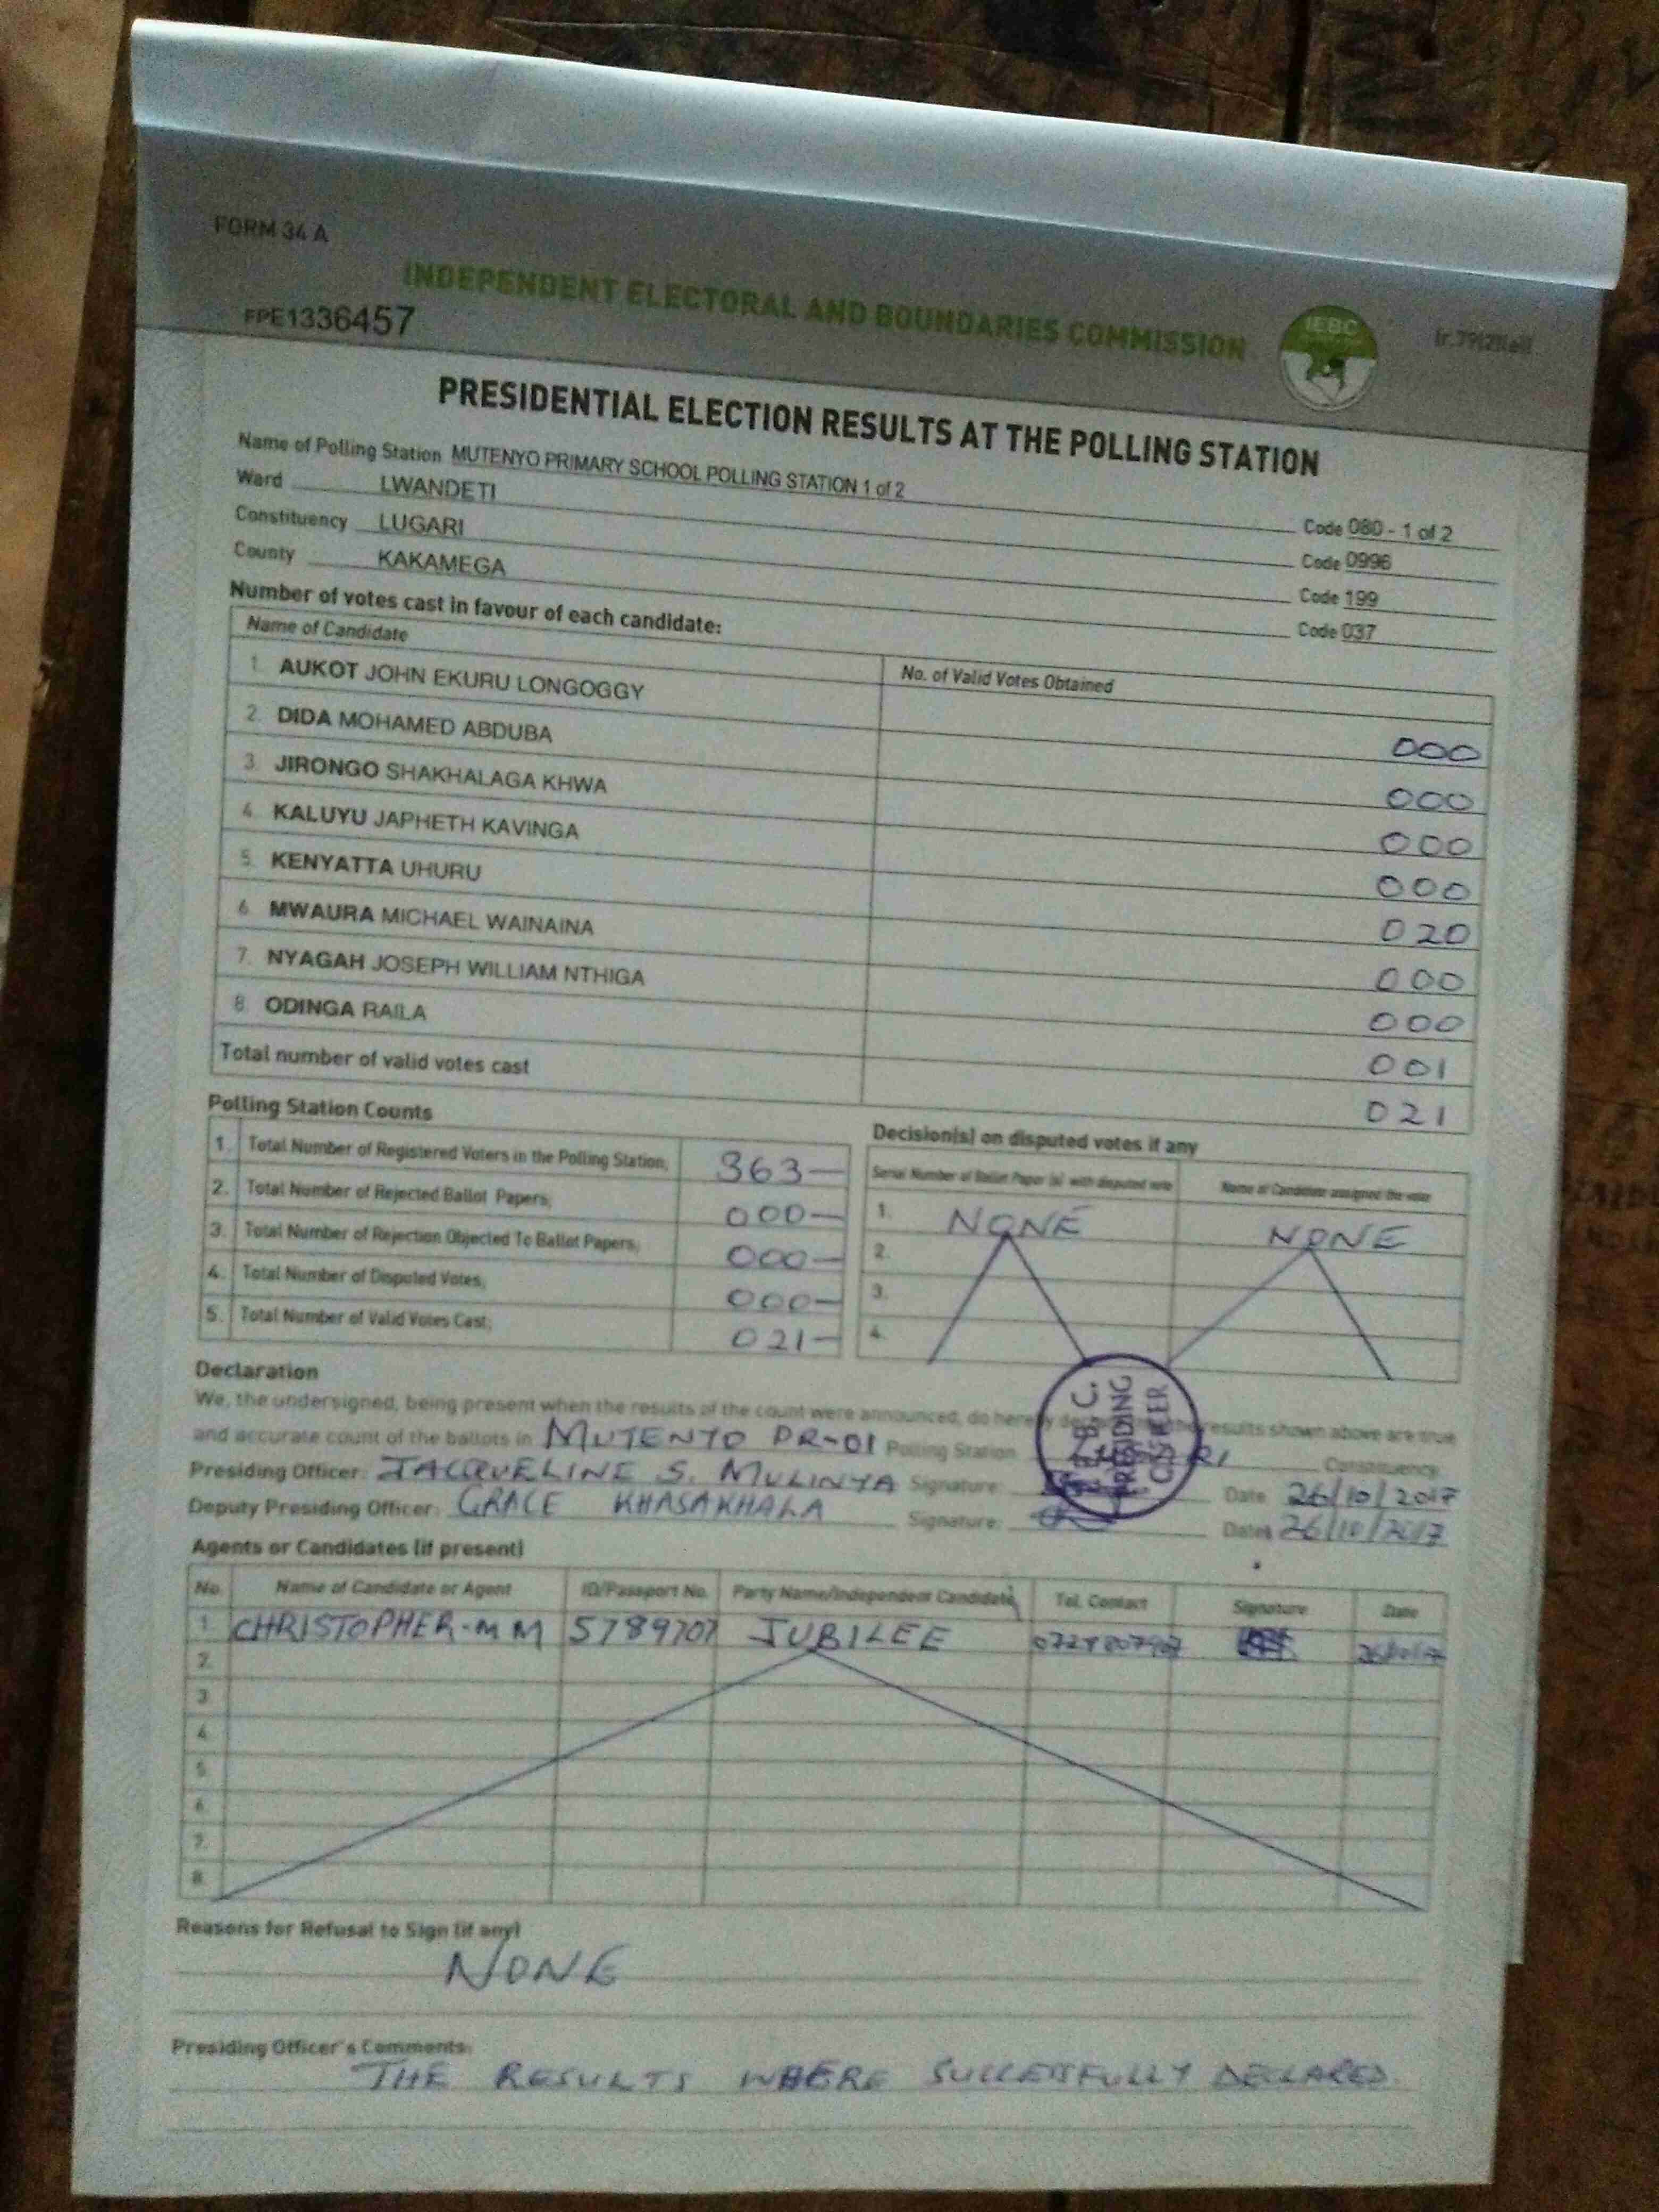 FORM 34 A
INDEPENDENT ELECTORAL AND BOUNDARIES COMMISSION
IEBC
FPE1336457
PRESIDENTIAL ELECTION RESULTS AT THE POLLING STATION
Name of Polling Station MUTENYO PRIMARY SCHOOL POLLING STATION 1 of 2 Code 080 - 1 of 2
Ward LWANDETI Code 0996
Constituency LUGARI Code 199
County KAKAMEGA Code 037
Number of votes cast in favour of each candidate:
Name of Candidate No. of Valid Votes Obtained
1. AUKOT JOHN EKURU LONGOGGY 000
2. DIDA MOHAMED ABDUBA 000
3. JIRONGO SHAKHALAGA KHWA 000
4. KALUYU JAPHETH KAVINGA 000
5. KENYATTA UHURU 020
6. MWAURA MICHAEL WAINAINA 000
7. NYAGAH JOSEPH WILLIAM NTHIGA 000
8. ODINGA RAILA 001
Total number of valid votes cast 021
Polling Station Counts
1. Total Number of Registered Voters in the Polling Station; 363—
2. Total Number of Rejected Ballot Papers; 000—
3. Total Number of Rejection Objected To Ballot Papers; 000—
4. Total Number of Disputed Votes; 000—
5. Total Number of Valid Votes Cast; 021—
Decision(s) on disputed votes if any
Serial Number of Ballot Paper (s) with disputed vote Name of Candidate assigned the vote
1. NONE NONE
2.
3.
4.
Declaration
We, the undersigned, being present when the results of the count were announced, do hereby results shown above are true
and accurate count of the ballots in MUTENYO PR-01 Polling Station Constituency
PRESIDING OFFICER
Presiding Officer: JACQUELINE S. MULINYA Signature: Date 26/10/2017
Deputy Presiding Officer: GRACE KHASAKHALA Signature: Date 26/10/2017
Agents or Candidates (if present)
No. Name of Candidate or Agent ID/Passport No. Party Name/Independent Candidate Tel. Contact Signature Date
1. CHRISTOPHER-M M 5789707 JUBILEE 26/10/17
2.
3.
4.
5.
6.
7.
8.
Reasons for Refusal to Sign (if any)
NONE
Presiding Officer's Comments:
THE RESULTS WHERE SUCCESSFULLY DECLARED.